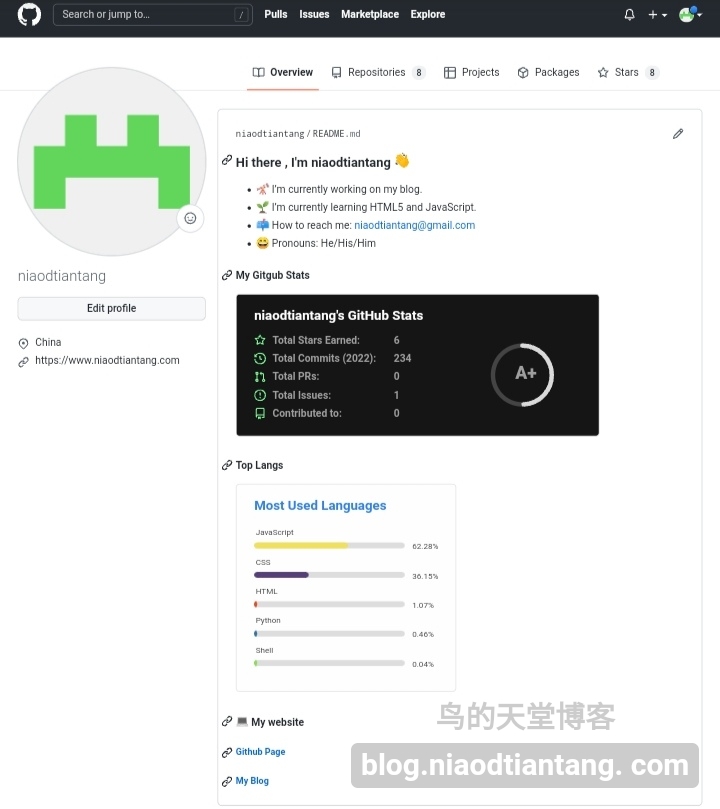 Search or jump to… /
Pulls Issues Marketplace Explore
Overview Repositories 8 Projects Packages Stars 8
niaodtiantang
Edit profile
China
https://www.niaodtiantang.com
niaodtiantang / README.md
Hi there , I'm niaodtiantang 👋
🔭 I'm currently working on my blog.
🌱 I'm currently learning HTML5 and JavaScript.
📫 How to reach me: niaodtiantang@gmail.com
😄 Pronouns: He/His/Him
My Gitgub Stats
niaodtiantang's GitHub Stats
Total Stars Earned: 6
Total Commits (2022): 234
Total PRs: 0
Total Issues: 1
Contributed to: 0
A+
Top Langs
Most Used Languages
JavaScript
62.28%
CSS
36.15%
HTML
1.07%
Python
0.46%
Shell
0.04%
💻 My website
Github Page
My Blog
鸟的天堂博客
blog.niaodtiantang. com